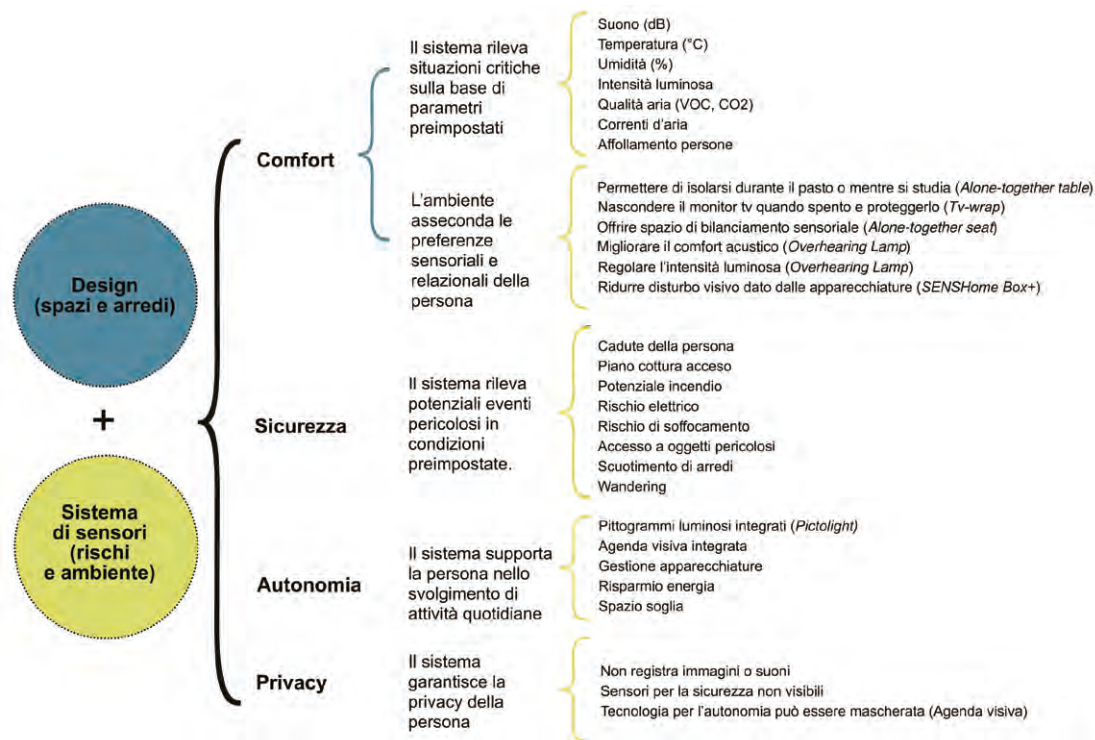 Design
(spazi e arredi)
+
Sistema
di sensori
(rischi
e ambiente)
Comfort
Il sistema rileva
situazioni critiche
sulla base di
parametri
preimpostati
Suono (dB)
Temperatura (°C)
Umidità (%)
Intensità luminosa
Qualità aria (VOC, CO2)
Correnti d'aria
Affollamento persone
L'ambiente
asseconda le
preferenze
sensoriali e
relazionali della
persona
Permettere di isolarsi durante il pasto o mentre si studia (Alone-together table)
Nascondere il monitor tv quando spento e proteggerlo (Tv-wrap)
Offrire spazio di bilanciamento sensoriale (Alone-together seat)
Migliorare il comfort acustico (Overhearing Lamp)
Regolare l'intensità luminosa (Overhearing Lamp)
Ridurre disturbo visivo dato dalle apparecchiature (SENSHome Box+)
Sicurezza
Il sistema rileva
potenziali eventi
pericolosi in
condizioni
preimpostate.
Cadute della persona
Piano cottura acceso
Potenziale incendio
Rischio elettrico
Rischio di soffocamento
Accesso a oggetti pericolosi
Scuotimento di arredi
Wandering
Autonomia
Il sistema supporta
la persona nello
svolgimento di
attività quotidiane
Pittogrammi luminosi integrati (Pictolight)
Agenda visiva integrata
Gestione apparecchiature
Risparmio energia
Spazio soglia
Privacy
Il sistema
garantisce la
privacy della
persona
Non registra immagini o suoni
Sensori per la sicurezza non visibili
Tecnologia per l'autonomia può essere mascherata (Agenda visiva)